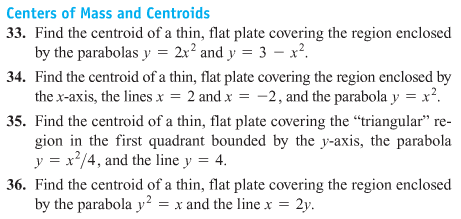 Centers of Mass and Centroids
33. Find the centroid of a thin, flat plate covering the region enclosed
by the parabolas y = 2x² and y = 3 − x².
34. Find the centroid of a thin, flat plate covering the region enclosed by
the x-axis, the lines x = 2 and x = −2, and the parabola y = x².
35. Find the centroid of a thin, flat plate covering the “triangular” re-
gion in the first quadrant bounded by the y-axis, the parabola
y = x²/4, and the line y = 4.
36. Find the centroid of a thin, flat plate covering the region enclosed
by the parabola y² = x and the line x = 2y.